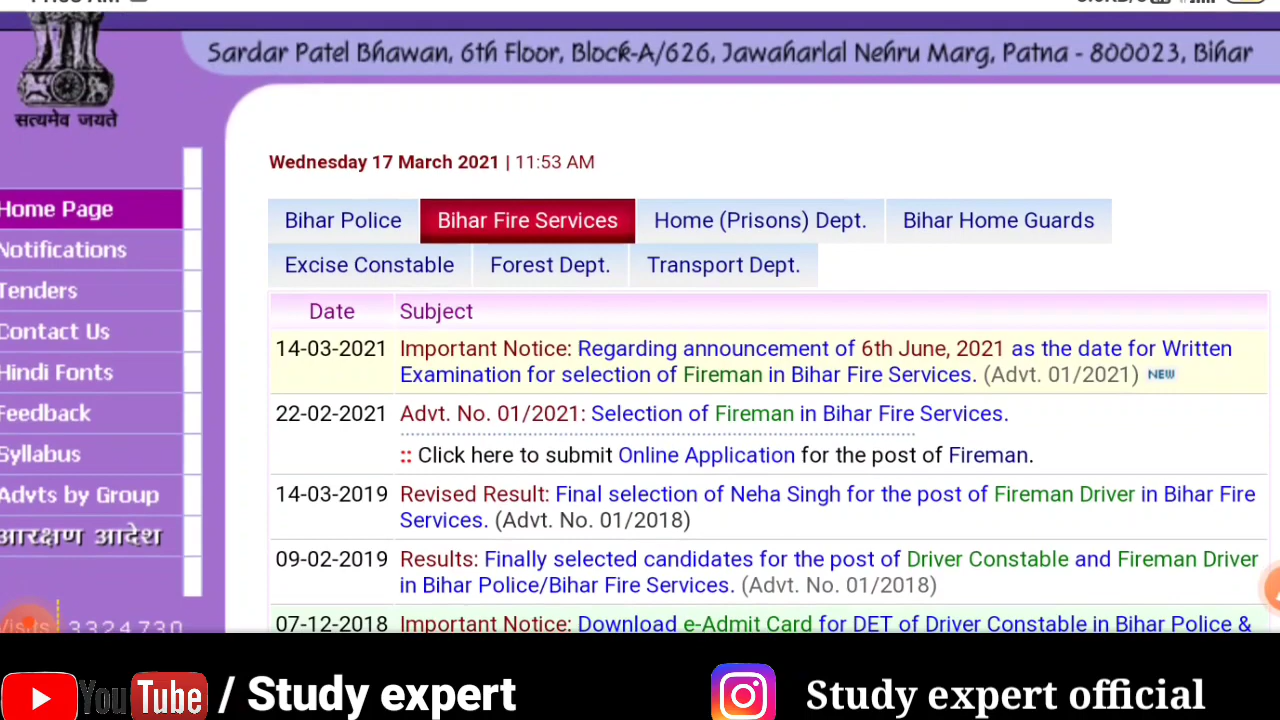 सत्यमेव जयते
Sardar Patel Bhawan, 6th Floor, Block-A/626, Jawaharlal Nehru Marg, Patna - 800023, Bihar
Wednesday 17 March 2021 | 11:53 AM
Home Page
Notifications
Tenders
Contact Us
Hindi Fonts
Feedback
Syllabus
Advts by Group
आरक्षण आदेश
Visits 3324730
Bihar Police
Bihar Fire Services
Home (Prisons) Dept.
Bihar Home Guards
Excise Constable
Forest Dept.
Transport Dept.
Date Subject
14-03-2021 Important Notice: Regarding announcement of 6th June, 2021 as the date for Written
Examination for selection of Fireman in Bihar Fire Services. (Advt. 01/2021) NEW
22-02-2021 Advt. No. 01/2021: Selection of Fireman in Bihar Fire Services.
:: Click here to submit Online Application for the post of Fireman.
14-03-2019 Revised Result: Final selection of Neha Singh for the post of Fireman Driver in Bihar Fire
Services. (Advt. No. 01/2018)
09-02-2019 Results: Finally selected candidates for the post of Driver Constable and Fireman Driver
in Bihar Police/Bihar Fire Services. (Advt. No. 01/2018)
07-12-2018 Important Notice: Download e-Admit Card for DET of Driver Constable in Bihar Police &
YouTube / Study expert
Study expert official